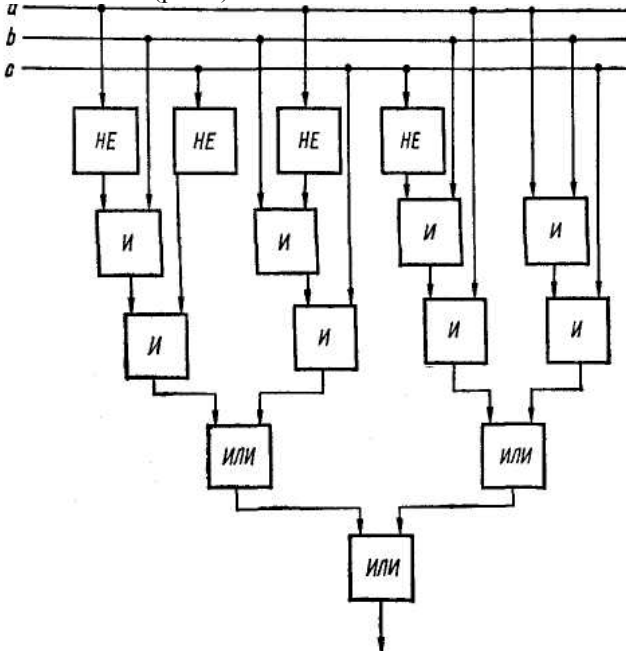 a
b
c
НЕ НЕ НЕ НЕ
И И И И
И И И И
ИЛИ ИЛИ
ИЛИ